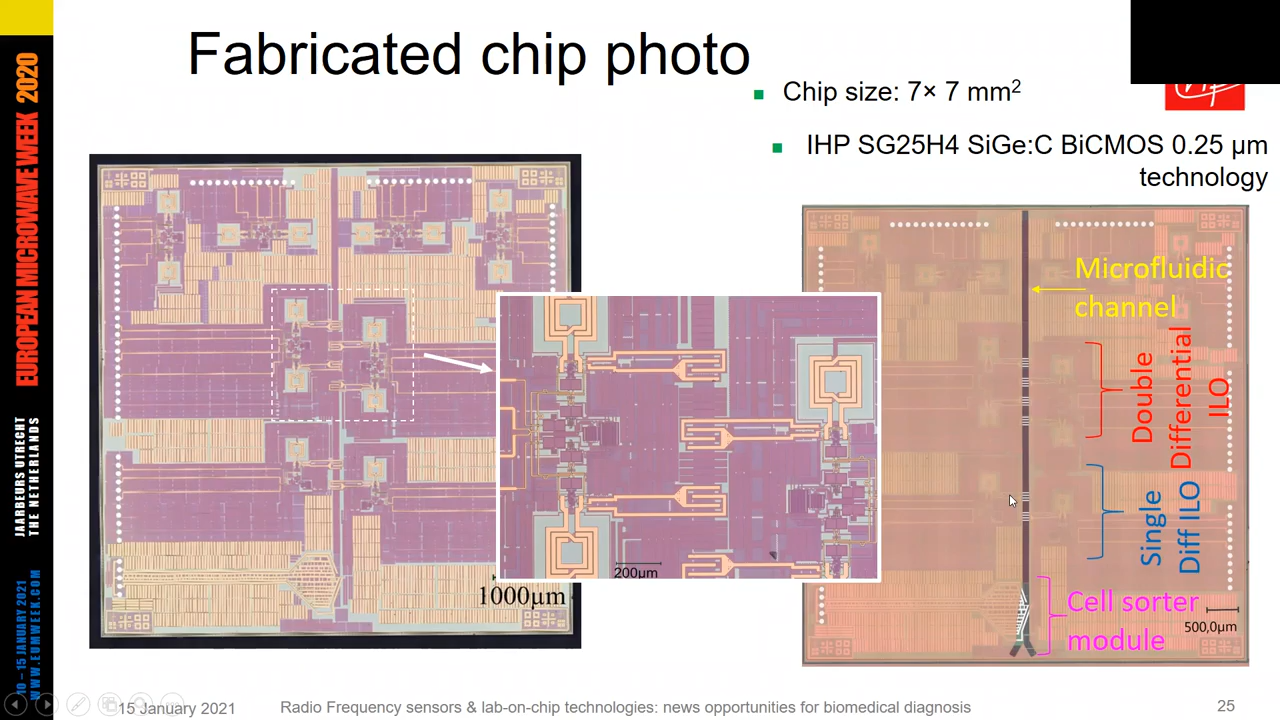 Fabricated chip photo
Chip size: 7× 7 mm²
IHP SG25H4 SiGe:C BiCMOS 0.25 µm
technology
EUROPEAN MICROWAVE WEEK 2020
JAARBEURS UTRECHT
THE NETHERLANDS
10 – 15 JANUARY 2021
WWW.EUMWEEK.COM
1000µm
200µm
Microfluidic
channel
Double
Differential
ILO
Single
Diff ILO
Cell sorter
module
500,0µm
15 January 2021
Radio Frequency sensors & lab-on-chip technologies: news opportunities for biomedical diagnosis
25